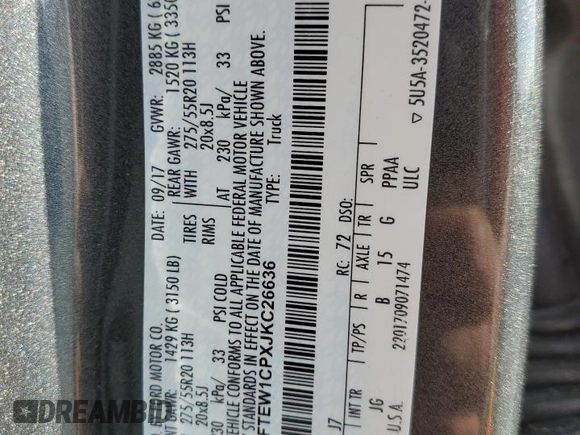 FORD MOTOR CO. DATE: 09/17 GVWR: 2885 KG
1429 KG ( 3150 LB) REAR GAWR: 1520 KG ( 3350
275/55R20 113H TIRES 275/55R20 113H
20x8.5J WITH RIMS 20x8.5J
kPa/ 33 PSI COLD AT 230 kPa/ 33 PSI
VEHICLE CONFORMS TO ALL APPLICABLE FEDERAL MOTOR VEHICLE
STANDARDS IN EFFECT ON THE DATE OF MANUFACTURE SHOWN ABOVE.
FTEW1CPXJKC26636 TYPE: Truck
RC: 72 DSO:
INT TR TP/PS R AXLE TR SPR
J7 JG B 15 G PPAA
U.S.A. 2201709071474 ULC
▽ 5U5A-3520472-
AUTOBIDMASTER